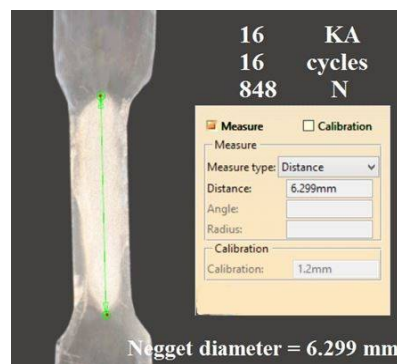 16 KA
16 cycles
848 N
Measure
Calibration
Measure
Measure type: Distance
Distance: 6.299mm
Angle:
Radius:
Calibration
Calibration: 1.2mm
Negget diameter = 6.299 mm